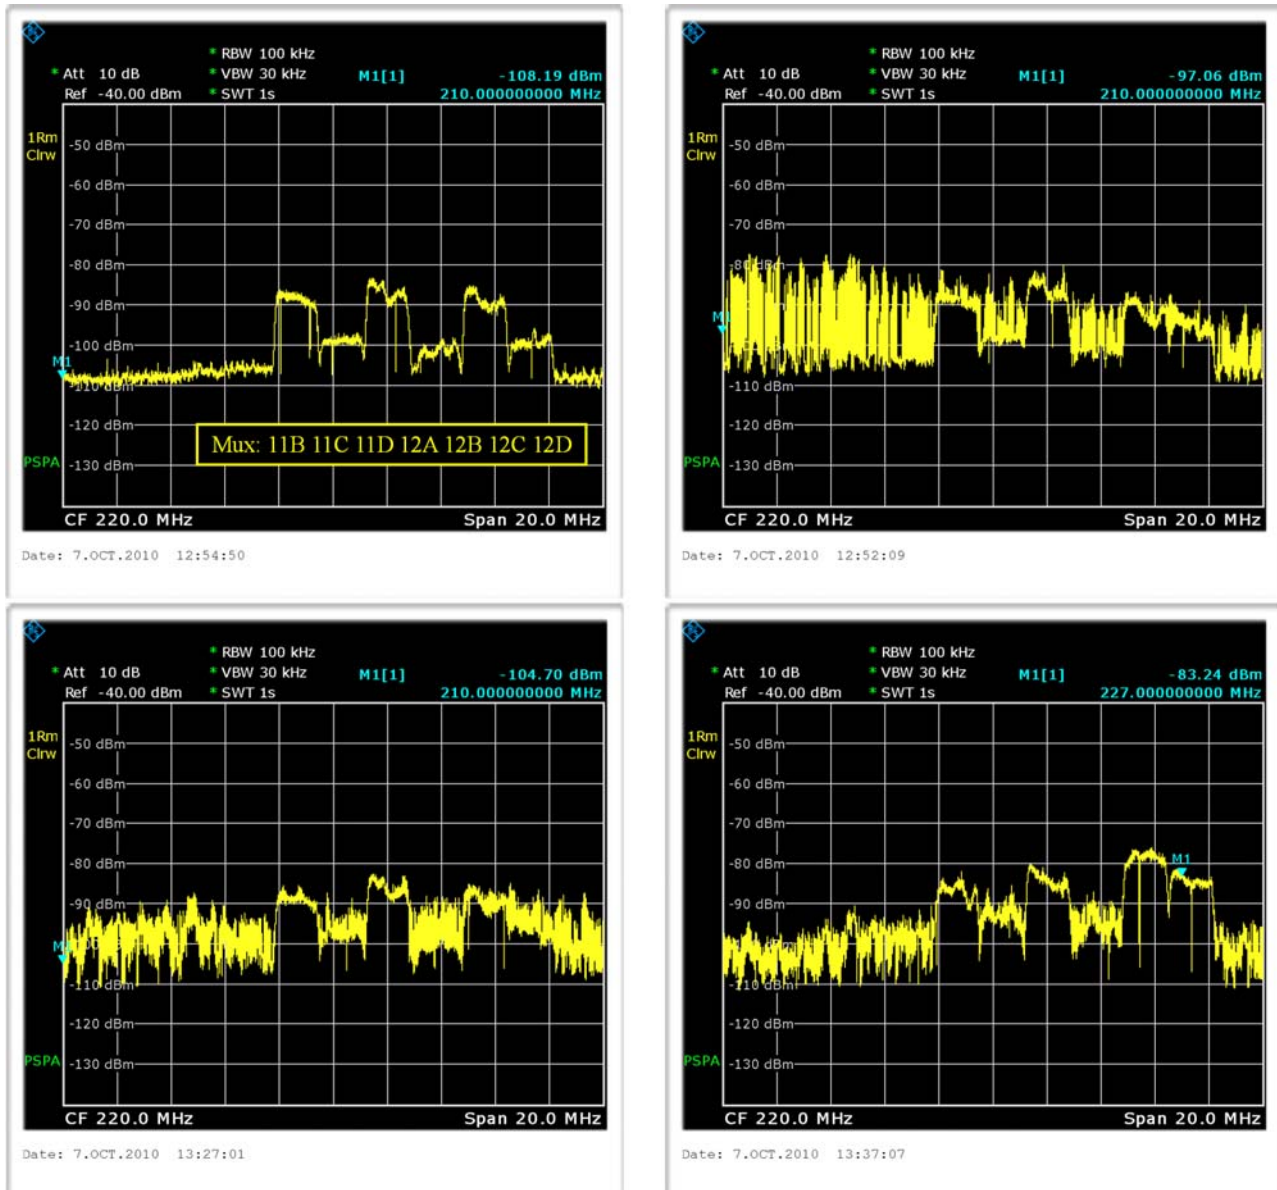 * RBW 100 kHz
* Att 10 dB * VBW 30 kHz M1[1] -108.19 dBm
Ref -40.00 dBm * SWT 1s 210.000000000 MHz
1Rm
Clrw
-50 dBm
-60 dBm
-70 dBm
-80 dBm
-90 dBm
-100 dBm
M1
-110 dBm
-120 dBm
Mux: 11B 11C 11D 12A 12B 12C 12D
PSPA
-130 dBm
CF 220.0 MHz Span 20.0 MHz
Date: 7.OCT.2010 12:54:50
* RBW 100 kHz
* Att 10 dB * VBW 30 kHz M1[1] -97.06 dBm
Ref -40.00 dBm * SWT 1s 210.000000000 MHz
1Rm
Clrw
-50 dBm
-60 dBm
-70 dBm
-80 dBm
-90 dBm
M1
-100 dBm
-110 dBm
-120 dBm
PSPA
-130 dBm
CF 220.0 MHz Span 20.0 MHz
Date: 7.OCT.2010 12:52:09
* RBW 100 kHz
* Att 10 dB * VBW 30 kHz M1[1] -104.70 dBm
Ref -40.00 dBm * SWT 1s 210.000000000 MHz
1Rm
Clrw
-50 dBm
-60 dBm
-70 dBm
-80 dBm
-90 dBm
-110 dBm
-120 dBm
PSPA
-130 dBm
CF 220.0 MHz Span 20.0 MHz
Date: 7.OCT.2010 13:27:01
* RBW 100 kHz
* Att 10 dB * VBW 30 kHz M1[1] -83.24 dBm
Ref -40.00 dBm * SWT 1s 227.000000000 MHz
1Rm
Clrw
-50 dBm
-60 dBm
-70 dBm
-80 dBm
M1
-90 dBm
-110 dBm
-120 dBm
PSPA
-130 dBm
CF 220.0 MHz Span 20.0 MHz
Date: 7.OCT.2010 13:37:07